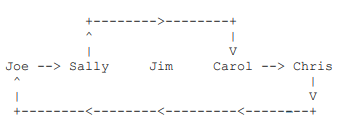 +-------->--------+
^ |
| V
Joe --> Sally Jim Carol --> Chris
^ |
| V
+--------<--------<--------<--------+